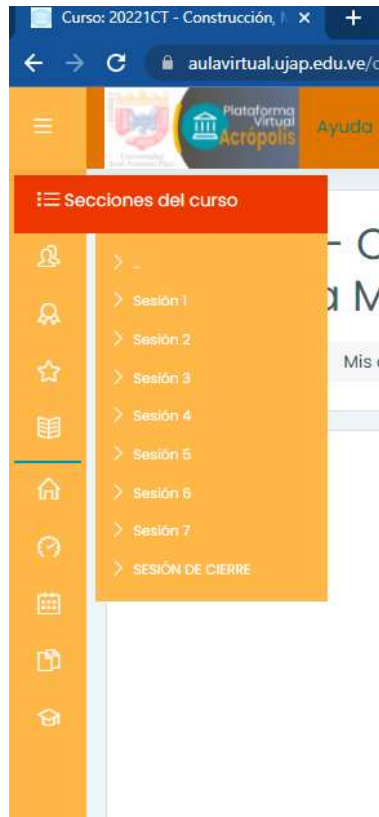 Curso: 20221CT - Construcción,
aulavirtual.ujap.edu.ve/
Plataforma
Virtual
Acrópolis
Ayuda
Secciones del curso
- C
a M
Mis
..
Sesión 1
Sesión 2
Sesión 3
Sesión 4
Sesión 5
Sesión 6
Sesión 7
SESIÓN DE CIERRE